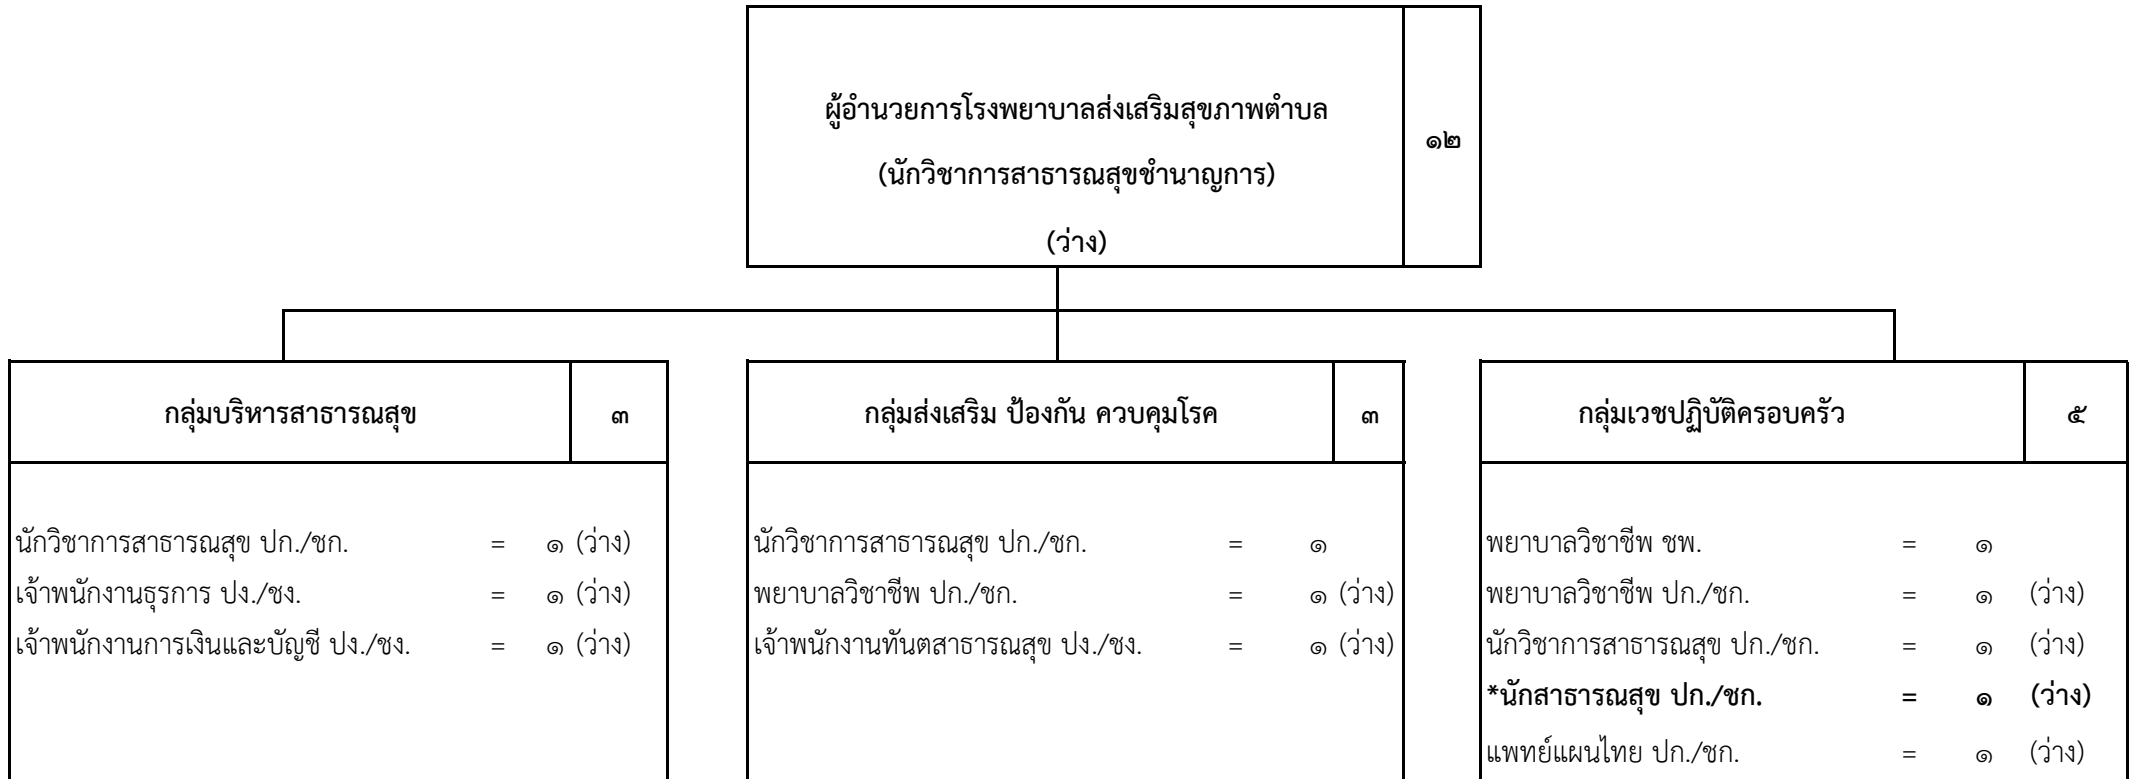 ผู้อำนวยการโรงพยาบาลส่งเสริมสุขภาพตำบล
(นักวิชาการสาธารณสุขชำนาญการ)
(ว่าง)
๑๒
กลุ่มบริหารสาธารณสุข ๓
นักวิชาการสาธารณสุข ปก./ชก. = ๑ (ว่าง)
เจ้าพนักงานธุรการ ปง./ชง. = ๑ (ว่าง)
เจ้าพนักงานการเงินและบัญชี ปง./ชง. = ๑ (ว่าง)
กลุ่มส่งเสริม ป้องกัน ควบคุมโรค ๓
นักวิชาการสาธารณสุข ปก./ชก. = ๑
พยาบาลวิชาชีพ ปก./ชก. = ๑ (ว่าง)
เจ้าพนักงานทันตสาธารณสุข ปง./ชง. = ๑ (ว่าง)
กลุ่มเวชปฏิบัติครอบครัว ๕
พยาบาลวิชาชีพ ชพ. = ๑
พยาบาลวิชาชีพ ปก./ชก. = ๑ (ว่าง)
นักวิชาการสาธารณสุข ปก./ชก. = ๑ (ว่าง)
*นักสาธารณสุข ปก./ชก. = ๑ (ว่าง)
แพทย์แผนไทย ปก./ชก. = ๑ (ว่าง)